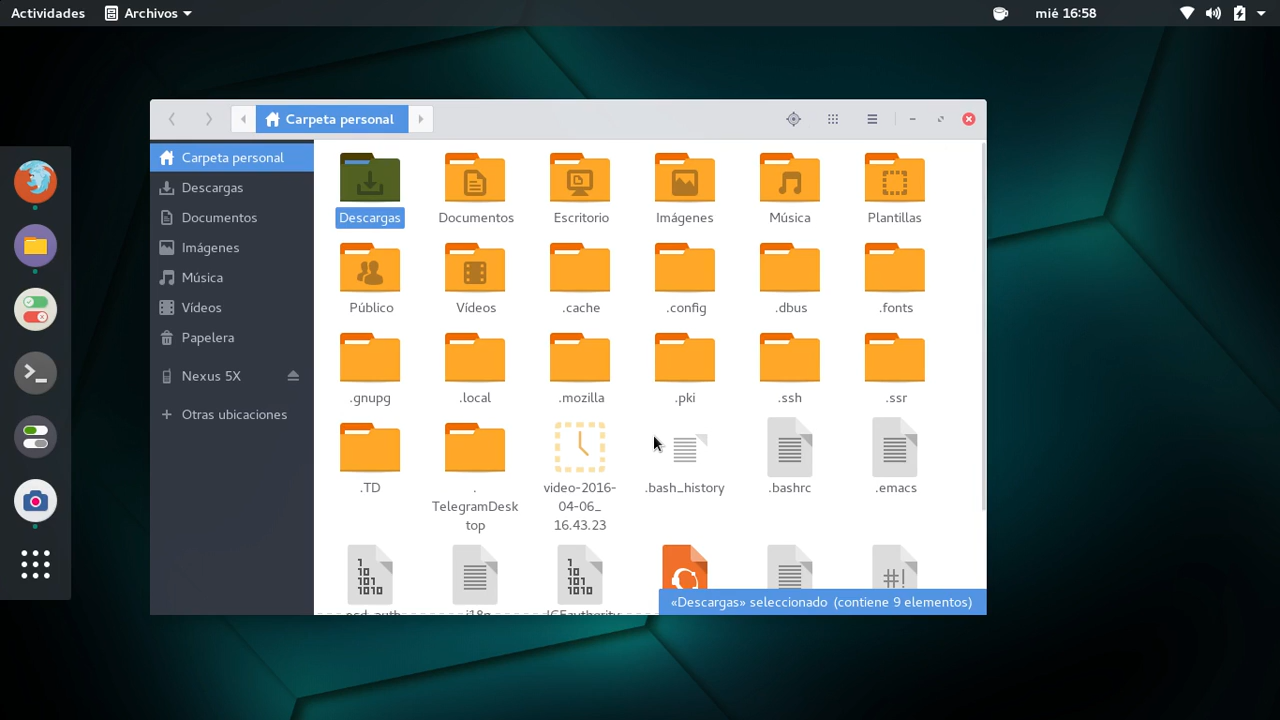 Actividades
Archivos
mié 16:58
Carpeta personal
Carpeta personal
Descargas
Documentos
Imágenes
Música
Vídeos
Papelera
Nexus 5X
Otras ubicaciones
Descargas
Documentos
Escritorio
Imágenes
Música
Plantillas
Público
Vídeos
.cache
.config
.dbus
.fonts
.gnupg
.local
.mozilla
.pki
.ssh
.ssr
.TD
.
TelegramDesk
top
video-2016-
04-06_
16.43.23
.bash_history
.bashrc
.emacs
«Descargas» seleccionado (contiene 9 elementos)